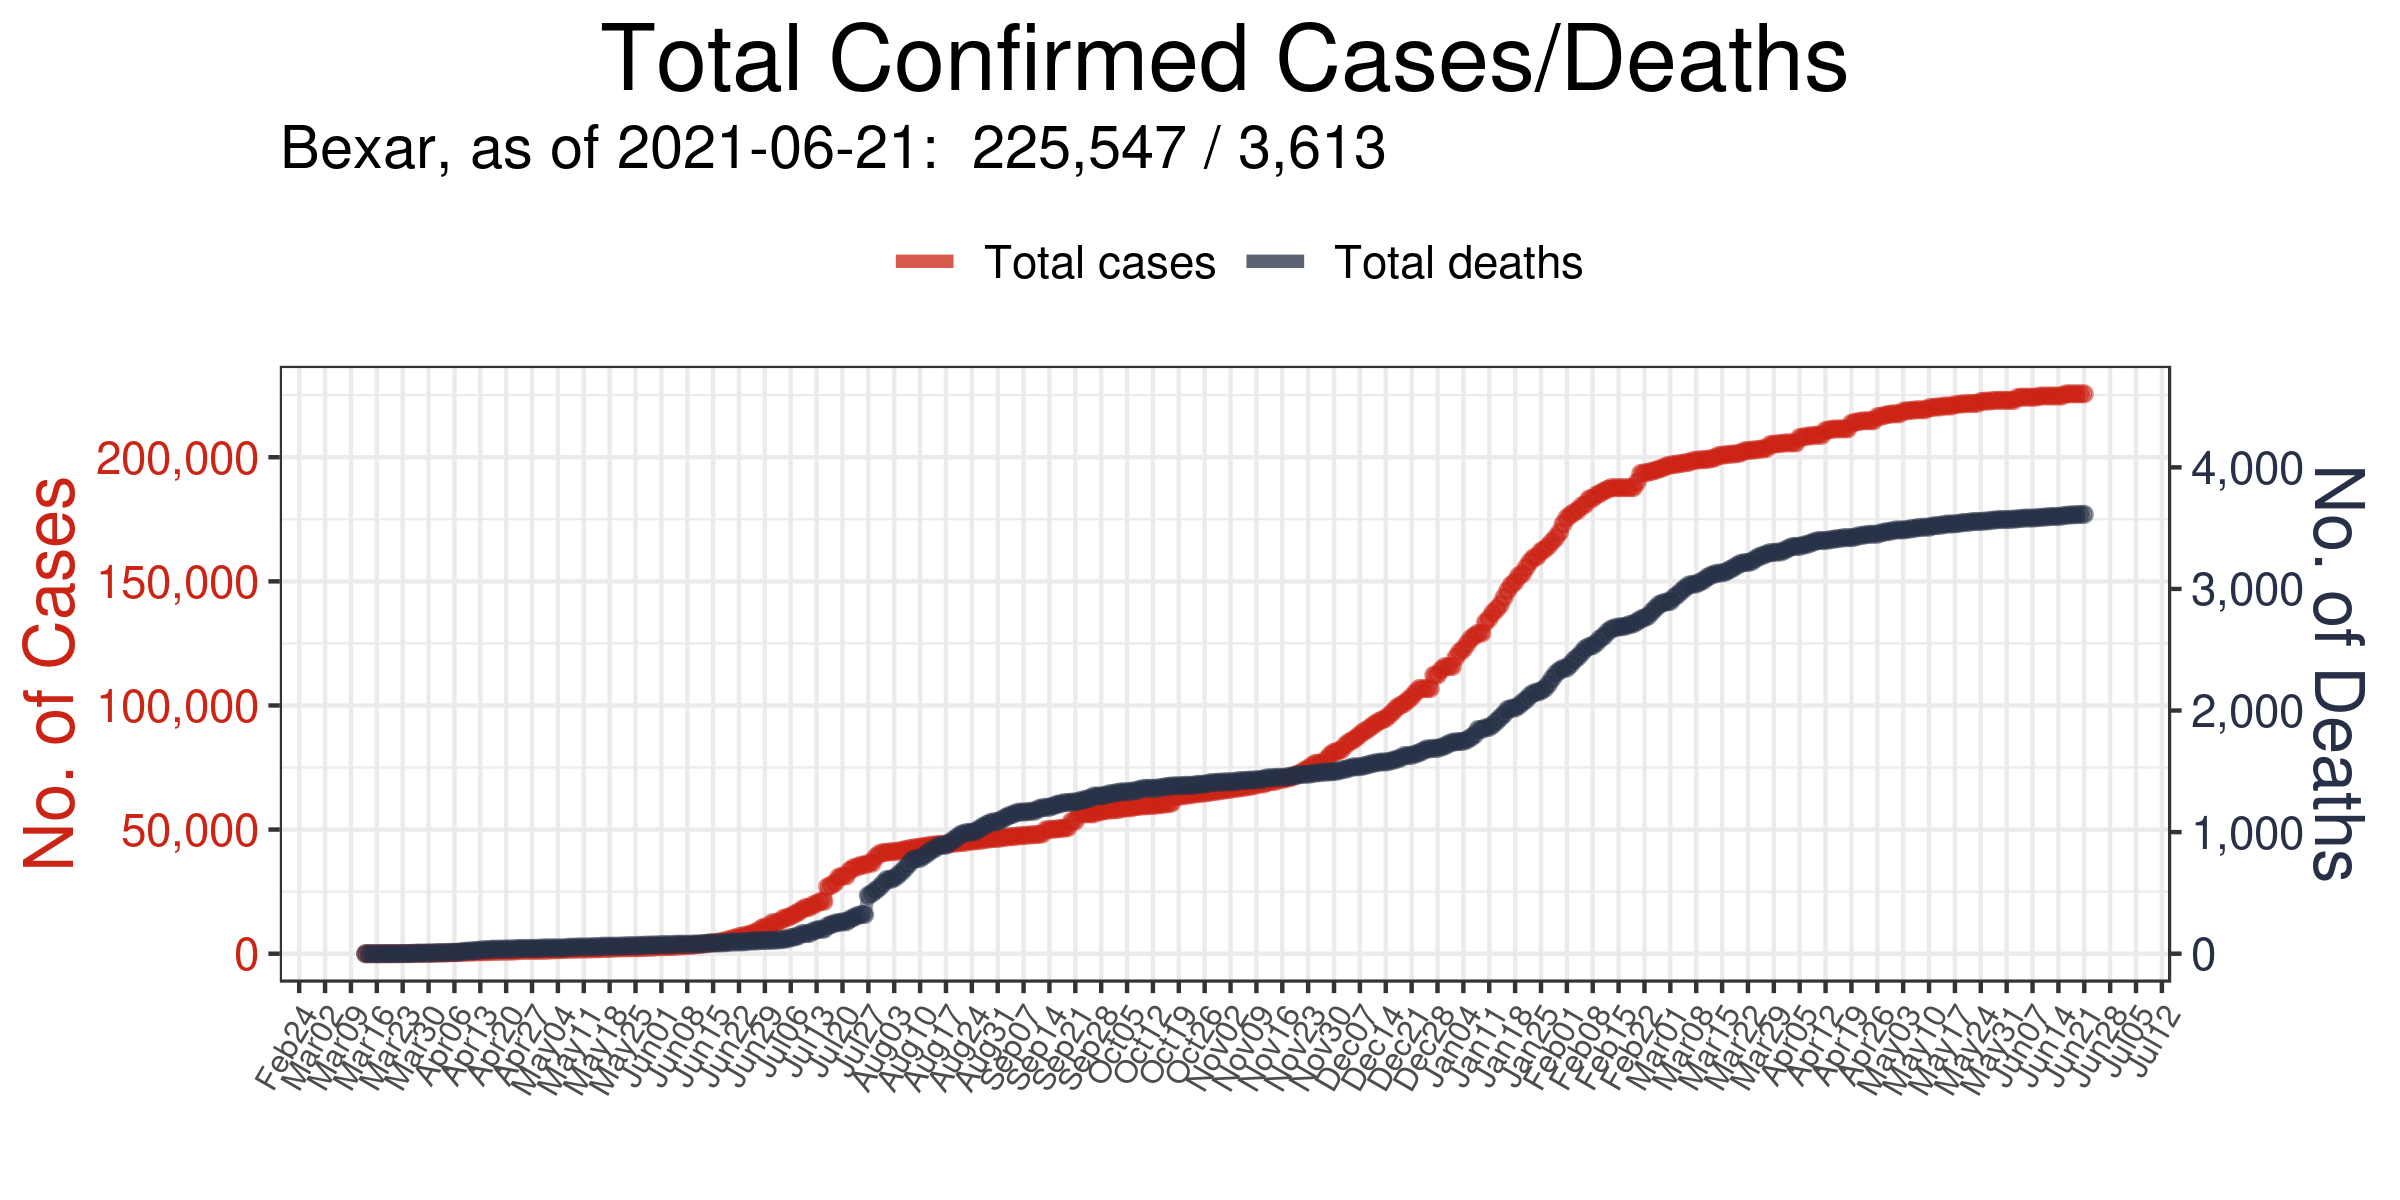 Total Confirmed Cases/Deaths
Bexar, as of 2021-06-21: 225,547 / 3,613
Total cases
Total deaths
No. of Cases
200,000
150,000
100,000
50,000
0
4,000
3,000
2,000
1,000
0
No. of Deaths
Feb24
Mar02
Mar09
Mar16
Mar23
Mar30
Apr06
Apr13
Apr20
Apr27
May04
May11
May18
May25
Jun01
Jun08
Jun15
Jun22
Jun29
Jul06
Jul13
Jul20
Jul27
Aug03
Aug10
Aug17
Aug24
Aug31
Sep07
Sep14
Sep21
Sep28
Oct05
Oct12
Oct19
Oct26
Nov02
Nov09
Nov16
Nov23
Nov30
Dec07
Dec14
Dec21
Dec28
Jan04
Jan11
Jan18
Jan25
Feb01
Feb08
Feb15
Feb22
Mar01
Mar08
Mar15
Mar22
Mar29
Apr05
Apr12
Apr19
Apr26
May03
May10
May17
May24
May31
Jun07
Jun14
Jun21
Jun28
Jul05
Jul12